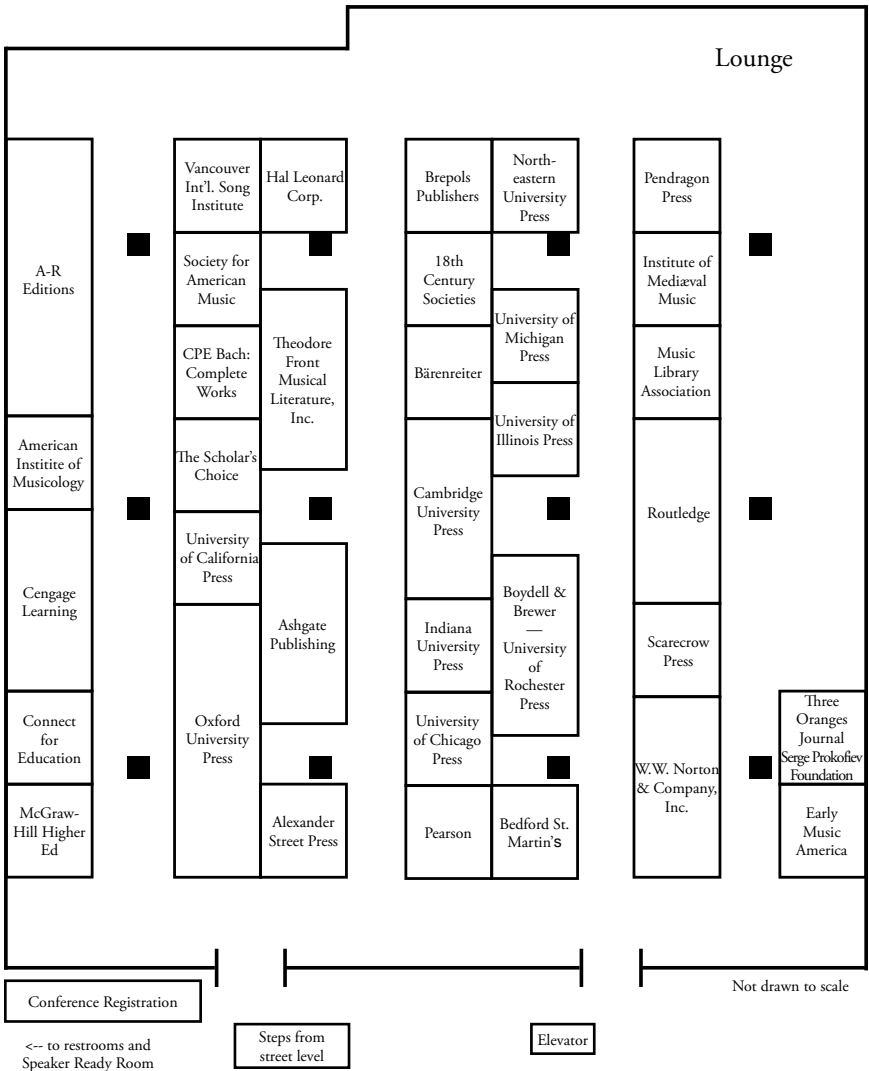 Lounge
A-R
Editions
American
Institite of
Musicology
Cengage
Learning
Connect
for
Education
McGraw-
Hill Higher
Ed
Vancouver
Int'l. Song
Institute
Society for
American
Music
CPE Bach:
Complete
Works
The Scholar's
Choice
University
of California
Press
Oxford
University
Press
Hal Leonard
Corp.
Theodore
Front
Musical
Literature,
Inc.
Ashgate
Publishing
Alexander
Street Press
Brepols
Publishers
18th
Century
Societies
Bärenreiter
Cambridge
University
Press
Indiana
University
Press
University
of Chicago
Press
Pearson
North-
eastern
University
Press
University of
Michigan
Press
University of
Illinois Press
Boydell &
Brewer
—
University
of
Rochester
Press
Bedford St.
Martin's
Pendragon
Press
Institute of
Mediæval
Music
Music
Library
Association
Routledge
Scarecrow
Press
W.W. Norton
& Company,
Inc.
Three
Oranges
Journal
Serge Prokofiev
Foundation
Early
Music
America
Not drawn to scale
Conference Registration
<-- to restrooms and
Speaker Ready Room
Steps from
street level
Elevator